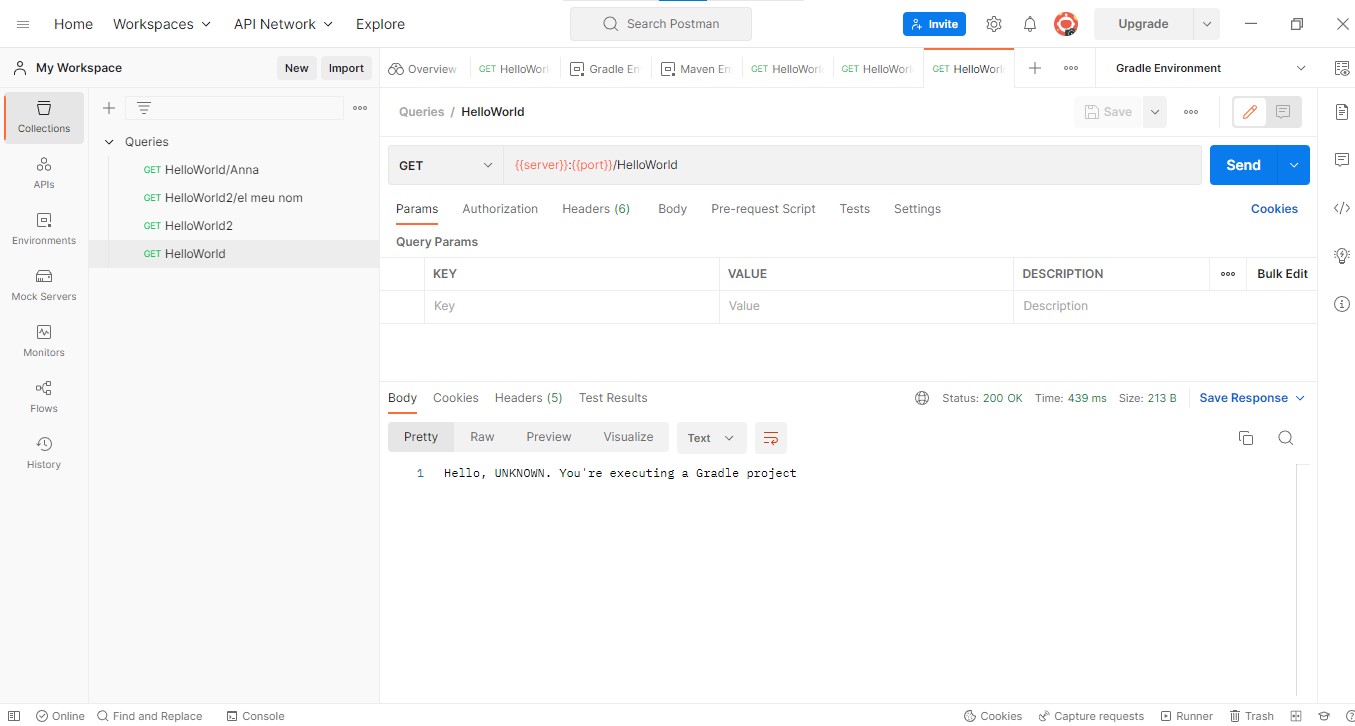 Home Workspaces API Network Explore Search Postman Invite Upgrade
My Workspace New Import
Overview GET HelloWorl Gradle En Maven En GET HelloWorl GET HelloWorl GET HelloWorl Gradle Environment
Collections
APIs
Environments
Mock Servers
Monitors
Flows
History
Queries
GET HelloWorld/Anna
GET HelloWorld2/el meu nom
GET HelloWorld2
GET HelloWorld
Queries / HelloWorld Save
GET {{server}}:{{port}}/HelloWorld Send
Params Authorization Headers (6) Body Pre-request Script Tests Settings Cookies
Query Params
KEY VALUE DESCRIPTION Bulk Edit
Key Value Description
Body Cookies Headers (5) Test Results Status: 200 OK Time: 439 ms Size: 213 B Save Response
Pretty Raw Preview Visualize Text
1 Hello, UNKNOWN. You're executing a Gradle project
Online Find and Replace Console Cookies Capture requests Runner Trash